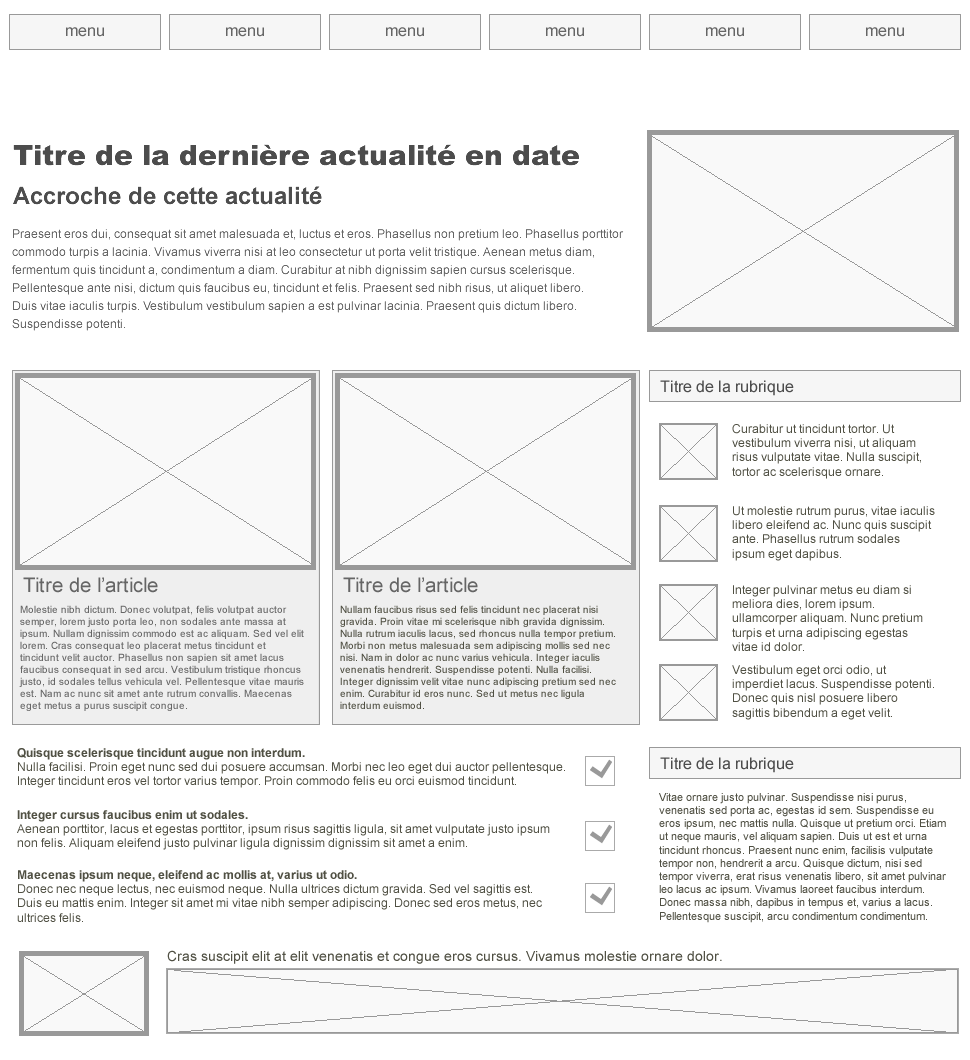 menu menu menu menu menu menu
Titre de la dernière actualité en date
Accroche de cette actualité
Praesent eros dui, consequat sit amet malesuada et, luctus et eros. Phasellus non pretium leo. Phasellus porttitor
commodo turpis a lacinia. Vivamus viverra nisi at leo consectetur ut porta velit tristique. Aenean metus diam,
fermentum quis tincidunt a, condimentum a diam. Curabitur at nibh dignissim sapien cursus scelerisque.
Pellentesque ante nisi, dictum quis faucibus eu, tincidunt et felis. Praesent sed nibh risus, ut aliquet libero.
Duis vitae iaculis turpis. Vestibulum vestibulum sapien a est pulvinar lacinia. Praesent quis dictum libero.
Suspendisse potenti.
Titre de l'article
Molestie nibh dictum. Donec volutpat, felis volutpat auctor
semper, lorem justo porta leo, non sodales ante massa at
ipsum. Nullam dignissim commodo est ac aliquam. Sed vel elit
lorem. Cras consequat leo placerat metus tincidunt et
tincidunt velit auctor. Phasellus non sapien sit amet lacus
faucibus consequat in sed arcu. Vestibulum tristique rhoncus
justo, id sodales tellus vehicula vel. Pellentesque vitae mauris
est. Nam ac nunc sit amet ante rutrum convallis. Maecenas
eget metus a purus suscipit congue.
Titre de l'article
Nullam faucibus risus sed felis tincidunt nec placerat nisi
gravida. Proin vitae mi scelerisque nibh gravida dignissim.
Nulla rutrum iaculis lacus, sed rhoncus nulla tempor pretium.
Morbi non metus malesuada sem adipiscing mollis sed nec
nisi. Nam in dolor ac nunc varius vehicula. Integer iaculis
venenatis hendrerit. Suspendisse potenti. Nulla facilisi.
Integer dignissim velit vitae nunc adipiscing pretium sed nec
enim. Curabitur id eros nunc. Sed ut metus nec ligula
interdum euismod.
Titre de la rubrique
Curabitur ut tincidunt tortor. Ut
vestibulum viverra nisi, ut aliquam
risus vulputate vitae. Nulla suscipit,
tortor ac scelerisque ornare.
Ut molestie rutrum purus, vitae iaculis
libero eleifend ac. Nunc quis suscipit
ante. Phasellus rutrum sodales
ipsum eget dapibus.
Integer pulvinar metus eu diam si
meliora dies, lorem ipsum.
ullamcorper aliquam. Nunc pretium
turpis et urna adipiscing egestas
vitae id dolor.
Vestibulum eget orci odio, ut
imperdiet lacus. Suspendisse potenti.
Donec quis nisl posuere libero
sagittis bibendum a eget velit.
Quisque scelerisque tincidunt augue non interdum.
Nulla facilisi. Proin eget nunc sed dui posuere accumsan. Morbi nec leo eget dui auctor pellentesque.
Integer tincidunt eros vel tortor varius tempor. Proin commodo felis eu orci euismod tincidunt.
Integer cursus faucibus enim ut sodales.
Aenean porttitor, lacus et egestas porttitor, ipsum risus sagittis ligula, sit amet vulputate justo ipsum
non felis. Aliquam eleifend justo pulvinar ligula dignissim dignissim sit amet a enim.
Maecenas ipsum neque, eleifend ac mollis at, varius ut odio.
Donec nec neque lectus, nec euismod neque. Nulla ultrices dictum gravida. Sed vel sagittis est.
Duis eu mattis enim. Integer sit amet mi vitae nibh semper adipiscing. Donec sed eros metus, nec
ultrices felis.
Titre de la rubrique
Vitae ornare justo pulvinar. Suspendisse nisi purus,
venenatis sed porta ac, egestas id sem. Suspendisse eu
eros ipsum, nec mattis nulla. Quisque ut pretium orci. Etiam
ut neque mauris, vel aliquam sapien. Duis ut est et urna
tincidunt rhoncus. Praesent nunc enim, facilisis vulputate
tempor non, hendrerit a arcu. Quisque dictum, nisi sed
tempor viverra, erat risus venenatis libero, sit amet pulvinar
leo lacus ac ipsum. Vivamus laoreet faucibus interdum.
Donec massa nibh, dapibus in tempus et, varius a lacus.
Pellentesque suscipit, arcu condimentum condimentum.
Cras suscipit elit at elit venenatis et congue eros cursus. Vivamus molestie ornare dolor.